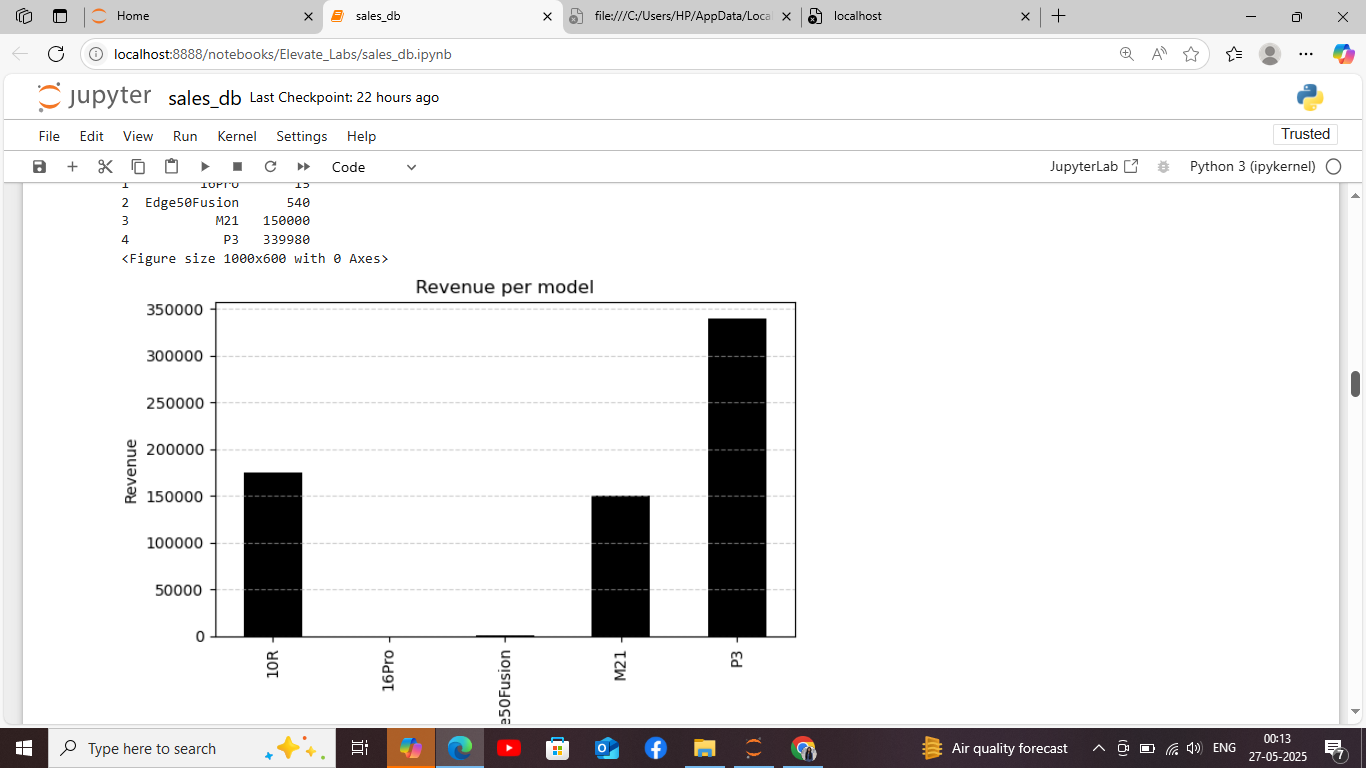 Home
sales_db
file:///C:/Users/HP/AppData/Loca
localhost
localhost:8888/notebooks/Elevate_Labs/sales_db.ipynb
jupyter sales_db Last Checkpoint: 22 hours ago
File Edit View Run Kernel Settings Help
Trusted
Code
JupyterLab
Python 3 (ipykernel)
1 16Pro 15
2 Edge50Fusion 540
3 M21 150000
4 P3 339980
<Figure size 1000x600 with 0 Axes>
Revenue per model
350000
300000
250000
200000
150000
100000
50000
0
Revenue
10R
16Pro
e50Fusion
M21
P3
Type here to search
Air quality forecast
ENG
00:13
27-05-2025
7